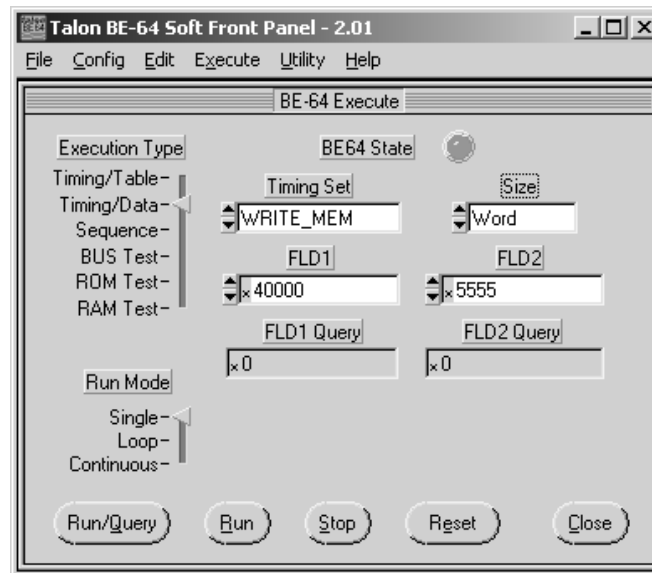 Talon BE-64 Soft Front Panel - 2.01
File Config Edit Execute Utility Help
BE-64 Execute
Execution Type
BE64 State
Timing/Table
Timing/Data
Sequence
BUS Test
ROM Test
RAM Test
Timing Set
Size
WRITE_MEM
Word
FLD1
FLD2
x 40000
x 5555
FLD1 Query
FLD2 Query
x 0
x 0
Run Mode
Single
Loop
Continuous
Run/Query
Run
Stop
Reset
Close